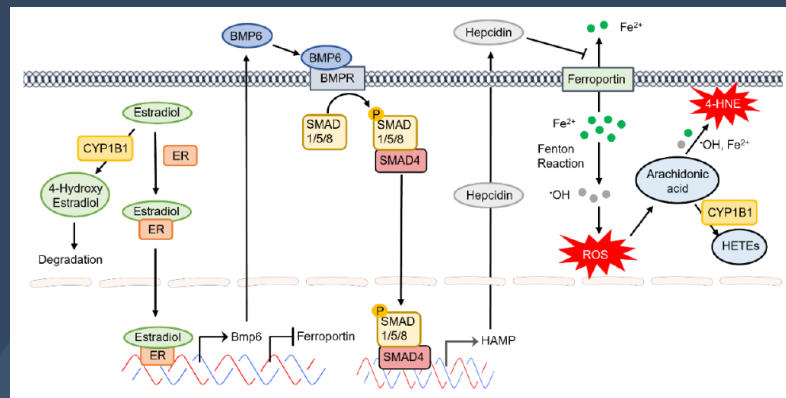 BMP6
BMP6
BMPR
Hepcidin
Fe²⁺
Ferroportin
4-HNE
Estradiol
CYP1B1
ER
4-Hydroxy
Estradiol
Degradation
Estradiol
ER
SMAD
1/5/8
P
SMAD
1/5/8
SMAD4
Hepcidin
Fe²⁺
Fenton
Reaction
•OH
ROS
•OH, Fe²⁺
Arachidonic
acid
CYP1B1
HETEs
Estradiol
ER
Bmp6
Ferroportin
P
SMAD
1/5/8
SMAD4
HAMP